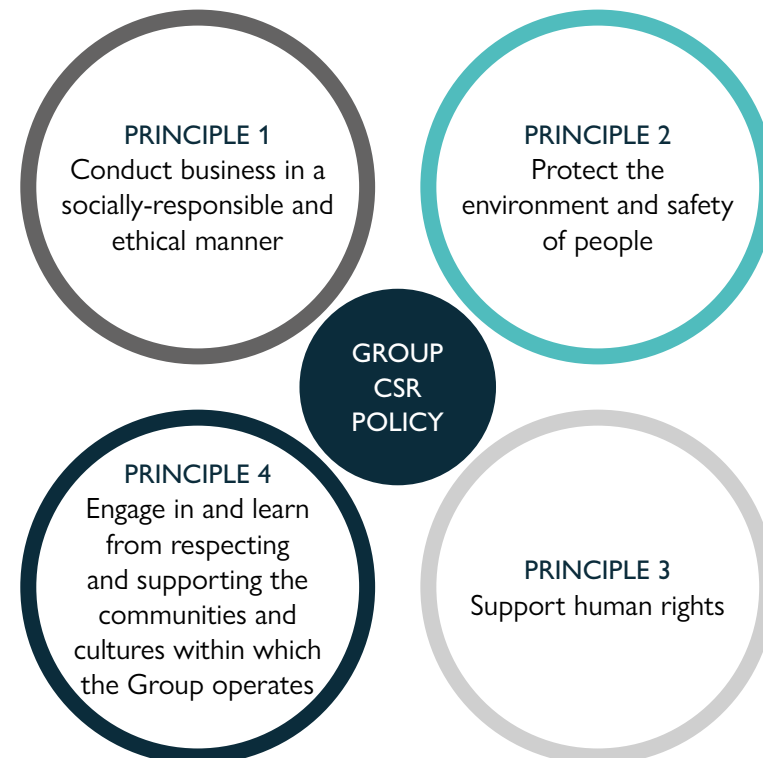 PRINCIPLE 1
Conduct business in a
socially-responsible and
ethical manner
PRINCIPLE 2
Protect the
environment and safety
of people
GROUP
CSR
POLICY
PRINCIPLE 4
Engage in and learn
from respecting
and supporting the
communities and
cultures within which
the Group operates
PRINCIPLE 3
Support human rights